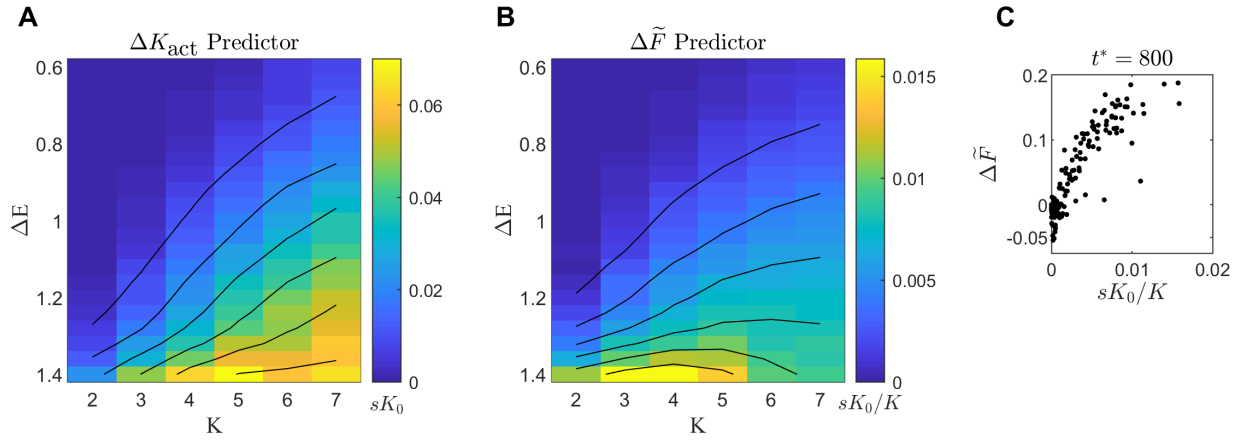 A
B
C
ΔK_act Predictor
ΔF̃ Predictor
t* = 800
0.6
0.8
1
1.2
1.4
ΔE
2 3 4 5 6 7
K
0.06
0.04
0.02
0
sK₀
0.6
0.8
1
1.2
1.4
ΔE
2 3 4 5 6 7
K
0.015
0.01
0.005
0
sK₀/K
0.2
0.1
0
-0.05
ΔF̃
0 0.01 0.02
sK₀/K